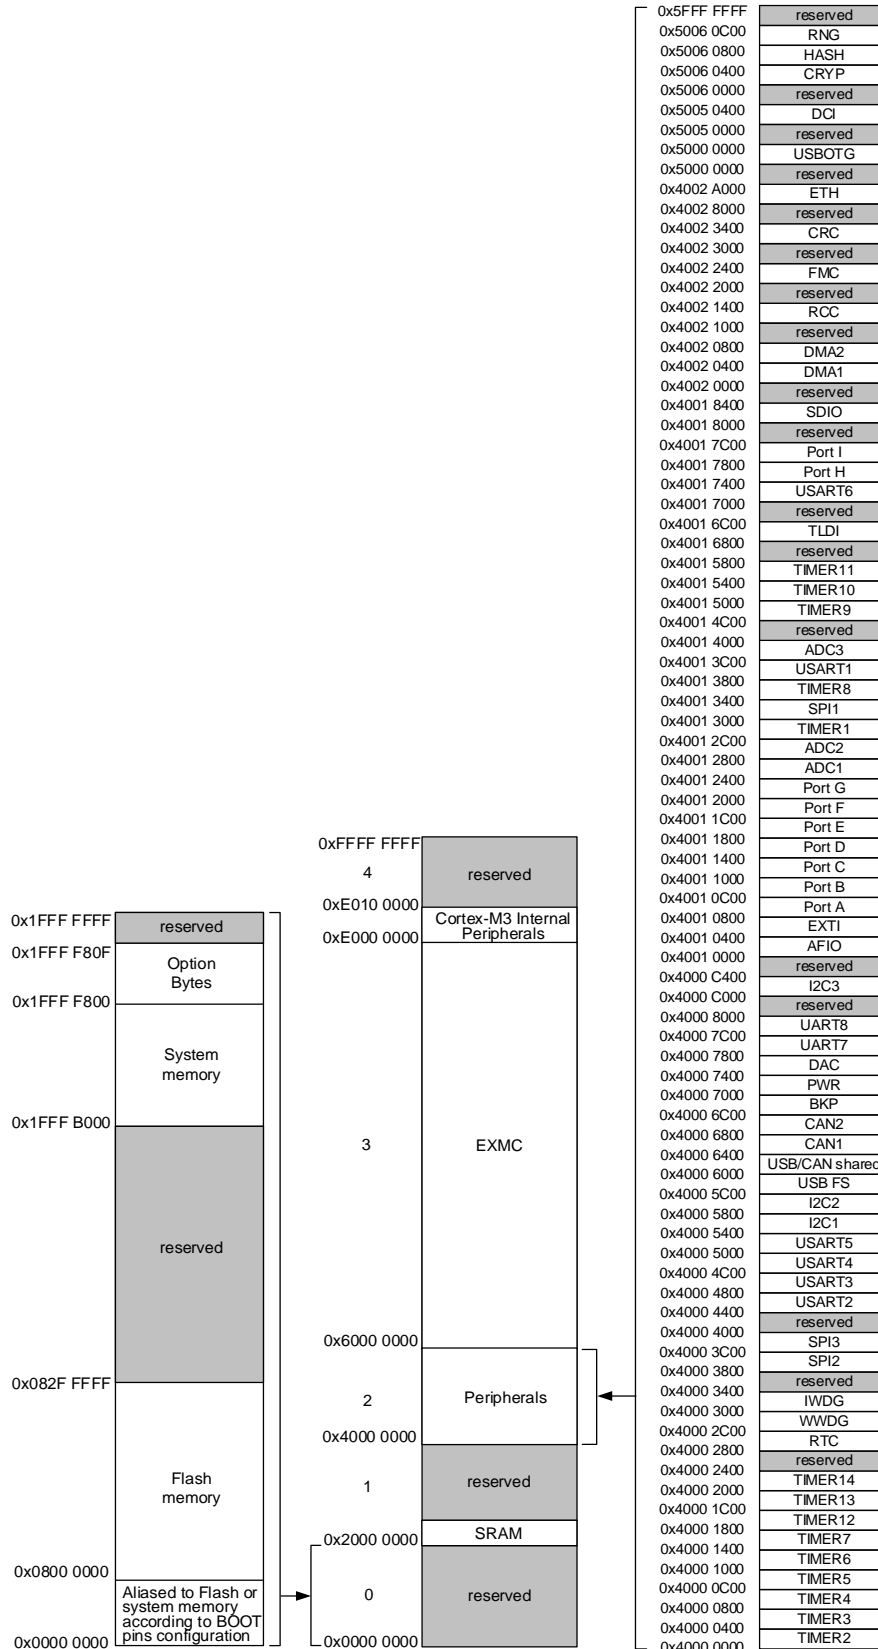 0x1FFF FFFF
reserved
0x1FFF F80F
Option
Bytes
0x1FFF F800
System
memory
0x1FFF B000
reserved
0x082F FFFF
Flash
memory
0x0800 0000
Aliased to Flash or
system memory
according to BOOT
pins configuration
0x0000 0000
0xFFFF FFFF
4
reserved
0xE010 0000
Cortex-M3 Internal
Peripherals
0xE000 0000
3
EXMC
0x6000 0000
2
Peripherals
0x4000 0000
1
reserved
0x2000 0000
SRAM
0
reserved
0x0000 0000
0x5FFF FFFF
reserved
0x5006 0C00
RNG
0x5006 0800
HASH
0x5006 0400
CRYP
0x5006 0000
reserved
0x5005 0400
DCI
0x5005 0000
reserved
0x5000 0000
USBOTG
0x5000 0000
reserved
0x4002 A000
ETH
0x4002 8000
reserved
0x4002 3400
CRC
0x4002 3000
reserved
0x4002 2400
FMC
0x4002 2000
reserved
0x4002 1400
RCC
0x4002 1000
reserved
0x4002 0800
DMA2
0x4002 0400
DMA1
0x4002 0000
reserved
0x4001 8400
SDIO
0x4001 8000
reserved
0x4001 7C00
Port I
0x4001 7800
Port H
0x4001 7400
USART6
0x4001 7000
reserved
0x4001 6C00
TLDI
0x4001 6800
reserved
0x4001 5800
TIMER11
0x4001 5400
TIMER10
0x4001 5000
TIMER9
0x4001 4C00
reserved
0x4001 4000
ADC3
0x4001 3C00
USART1
0x4001 3800
TIMER8
0x4001 3400
SPI1
0x4001 3000
TIMER1
0x4001 2C00
ADC2
0x4001 2800
ADC1
0x4001 2400
Port G
0x4001 2000
Port F
0x4001 1C00
Port E
0x4001 1800
Port D
0x4001 1400
Port C
0x4001 1000
Port B
0x4001 0C00
Port A
0x4001 0800
EXTI
0x4001 0400
AFIO
0x4001 0000
reserved
0x4000 C400
I2C3
0x4000 C000
reserved
0x4000 8000
UART8
0x4000 7C00
UART7
0x4000 7800
DAC
0x4000 7400
PWR
0x4000 7000
BKP
0x4000 6C00
CAN2
0x4000 6800
CAN1
0x4000 6400
USB/CAN shared
0x4000 6000
USB FS
0x4000 5C00
I2C2
0x4000 5800
I2C1
0x4000 5400
USART5
0x4000 5000
USART4
0x4000 4C00
USART3
0x4000 4800
USART2
0x4000 4400
reserved
0x4000 4000
SPI3
0x4000 3C00
SPI2
0x4000 3800
reserved
0x4000 3400
IWDG
0x4000 3000
WWDG
0x4000 2C00
RTC
0x4000 2800
reserved
0x4000 2400
TIMER14
0x4000 2000
TIMER13
0x4000 1C00
TIMER12
0x4000 1800
TIMER7
0x4000 1400
TIMER6
0x4000 1000
TIMER5
0x4000 0C00
TIMER4
0x4000 0800
TIMER3
0x4000 0400
TIMER2
0x4000 0000